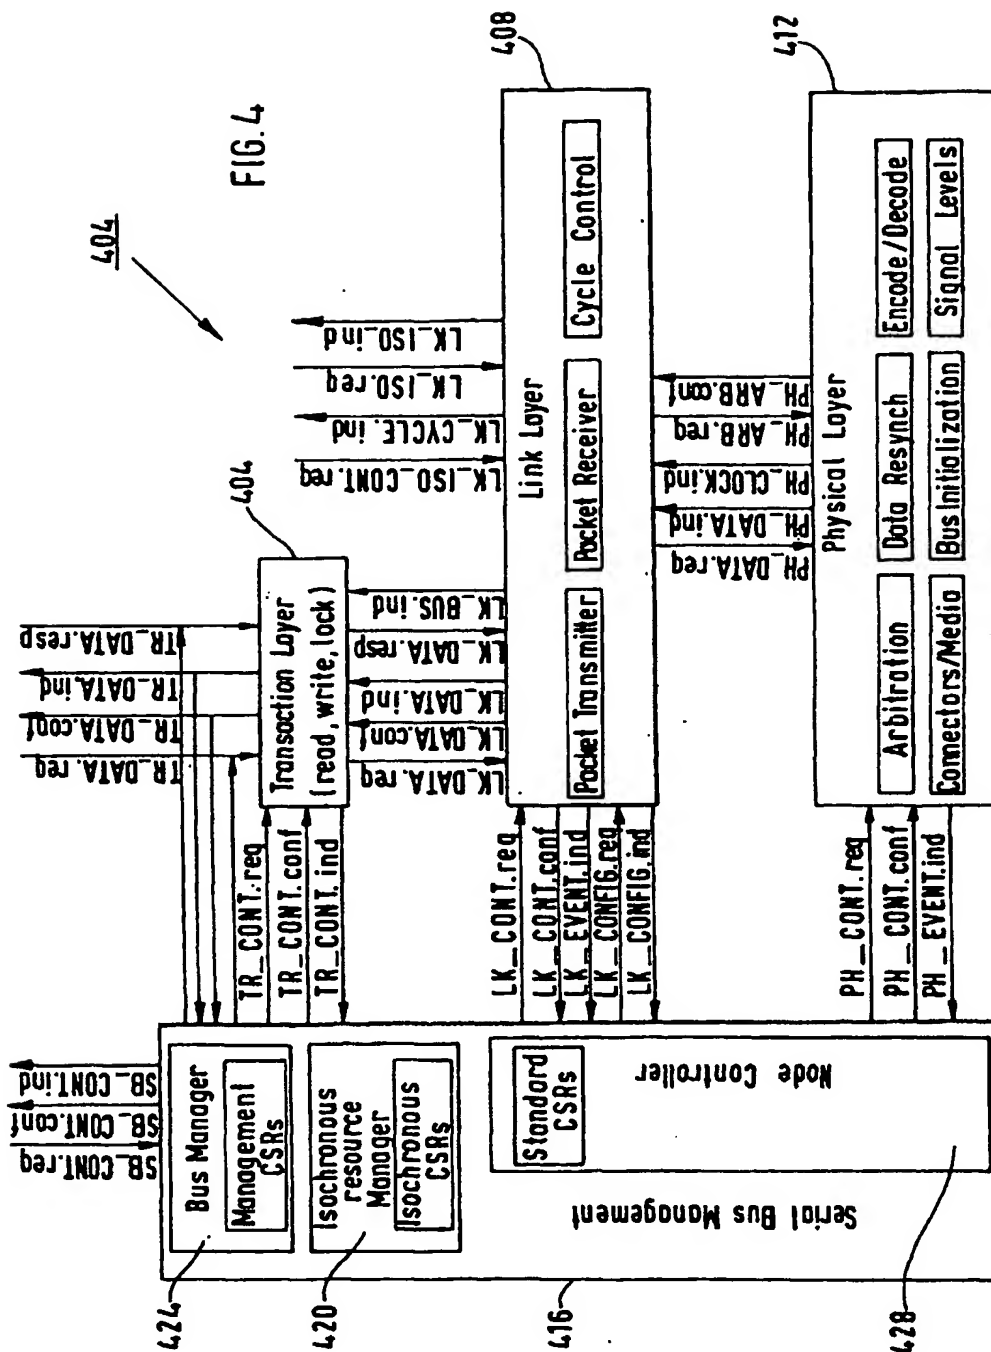 FIG. 4
404
SB_CONT.req
SB_CONT.conf
SB_CONT.ind
TR_DATA.req
TR_DATA.conf
TR_DATA.ind
TR_DATA.resp
424
Bus Manager
Management
CSRs
420
Isochronous
resource
Manager
Isochronous
CSRs
416
Serial Bus Management
428
Node Controller
Standard
CSRs
TR_CONT.req
TR_CONT.conf
TR_CONT.ind
404
Transaction Layer
(read, write, lock)
LK_DATA.req
LK_DATA.conf
LK_DATA.ind
LK_DATA.resp
LK_BUS.ind
LK_ISO_CONT.req
LK_CYCLE.ind
LK_ISO.req
LK_ISO.ind
LK_CONT.req
LK_CONT.conf
LK_EVENT.ind
LK_CONFIG.req
LK_CONFIG.ind
408
Link Layer
Packet Transmitter
Packet Receiver
Cycle Control
PH_DATA.req
PH_DATA.ind
PH_CLOCK.ind
PH_ARB.req
PH_ARB.conf
PH_CONT.req
PH_CONT.conf
PH_EVENT.ind
412
Physical Layer
Arbitration
Data Resynch
Encode/Decode
Connectors/Media
Bus Initilization
Signal Levels